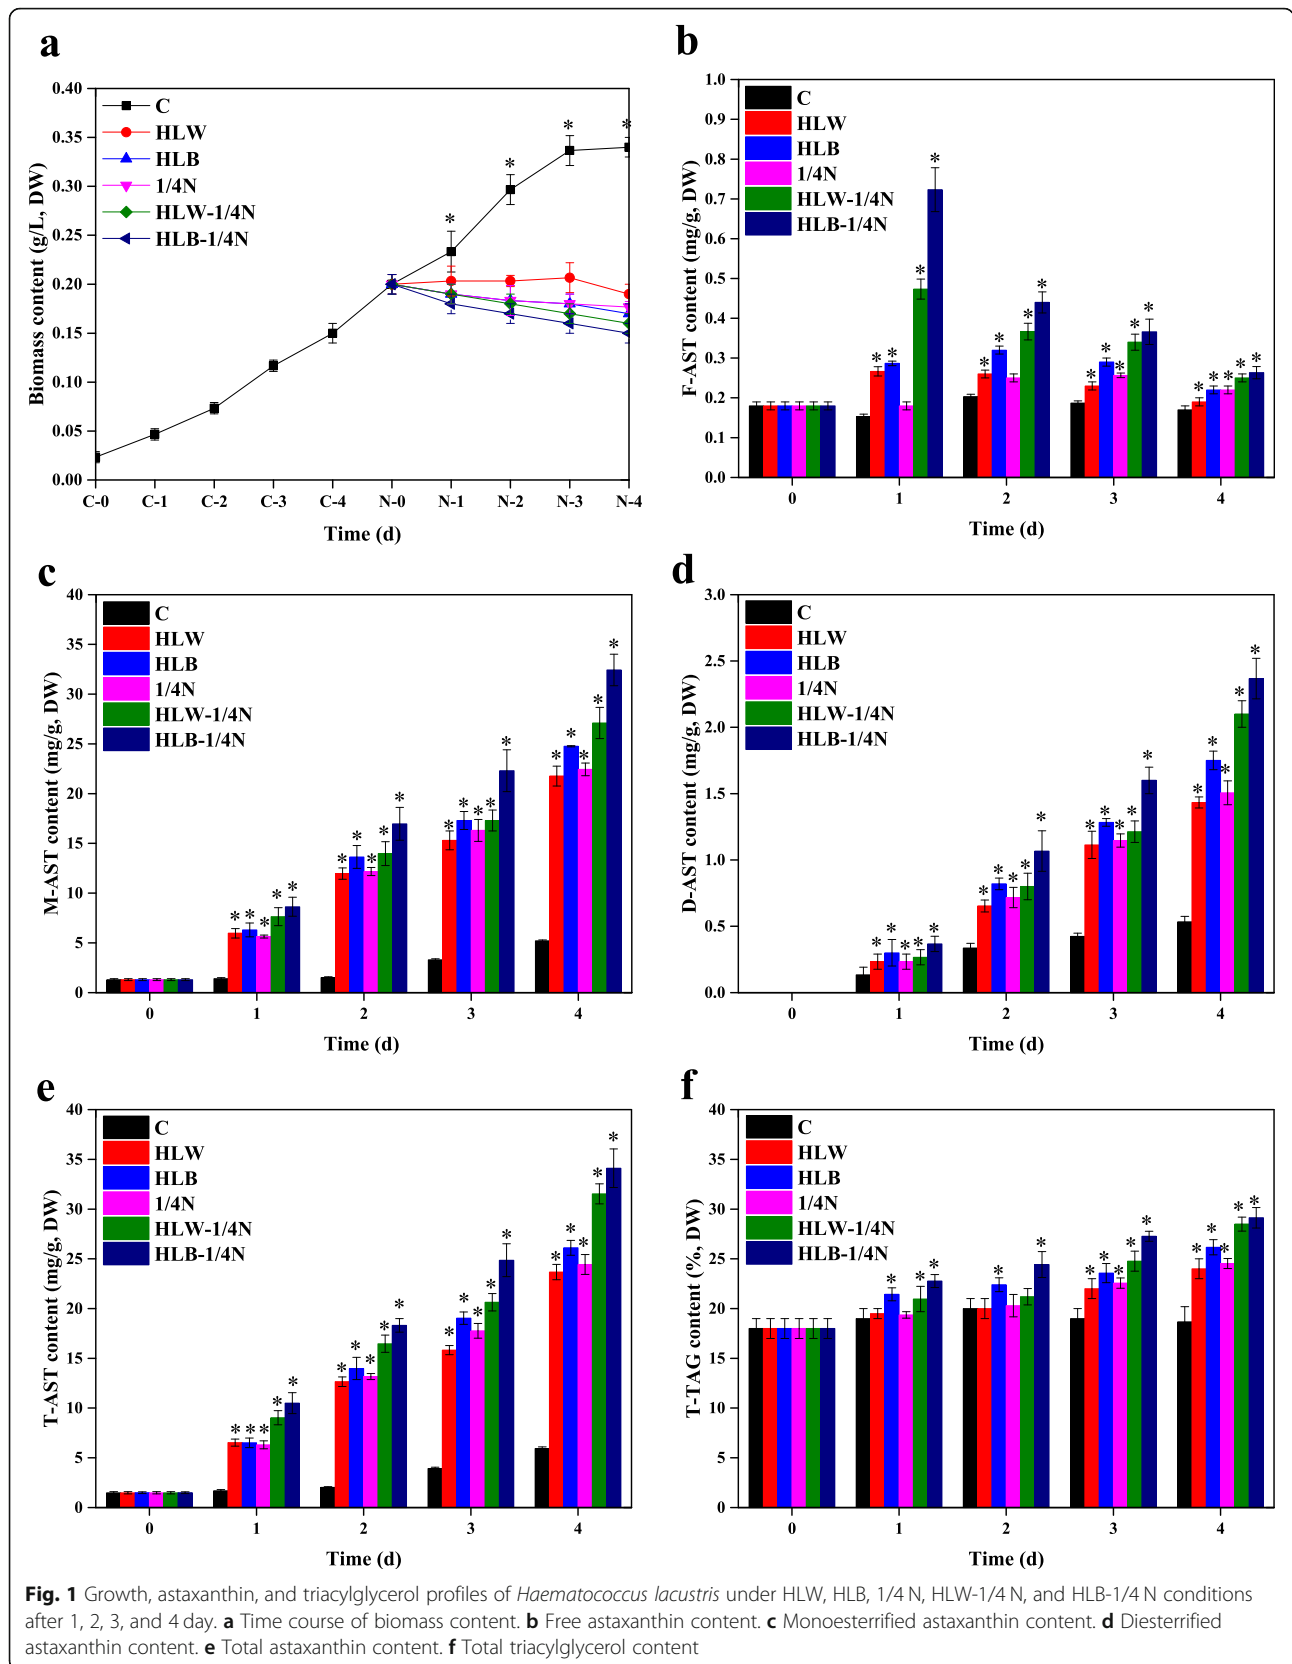 a
0.40
0.35
0.30
0.25
0.20
0.15
0.10
0.05
0.00
Biomass content (g/L, DW)
C
HLW
HLB
1/4N
HLW-1/4N
HLB-1/4N
* * * *
C-0 C-1 C-2 C-3 C-4 N-0 N-1 N-2 N-3 N-4
Time (d)
b
1.0
0.9
0.8
0.7
0.6
0.5
0.4
0.3
0.2
0.1
0.0
F-AST content (mg/g, DW)
C
HLW
HLB
1/4N
HLW-1/4N
HLB-1/4N
* * * * * * * * * * * * * * * * * *
0 1 2 3 4
Time (d)
c
40
35
30
25
20
15
10
5
0
M-AST content (mg/g, DW)
C
HLW
HLB
1/4N
HLW-1/4N
HLB-1/4N
* * * * * * * * * * * * * * * * * * * *
0 1 2 3 4
Time (d)
d
3.0
2.5
2.0
1.5
1.0
0.5
0.0
D-AST content (mg/g, DW)
C
HLW
HLB
1/4N
HLW-1/4N
HLB-1/4N
* * * * * * * * * * * * * * * * * * * *
0 1 2 3 4
Time (d)
e
40
35
30
25
20
15
10
5
0
T-AST content (mg/g, DW)
C
HLW
HLB
1/4N
HLW-1/4N
HLB-1/4N
* * * * * * * * * * * * * * * * * * * *
0 1 2 3 4
Time (d)
f
40
35
30
25
20
15
10
5
0
T-TAG content (%, DW)
C
HLW
HLB
1/4N
HLW-1/4N
HLB-1/4N
* * * * * * * * * * * * * * *
0 1 2 3 4
Time (d)
Fig. 1 Growth, astaxanthin, and triacylglycerol profiles of Haematococcus lacustris under HLW, HLB, 1/4 N, HLW-1/4 N, and HLB-1/4 N conditions
after 1, 2, 3, and 4 day. a Time course of biomass content. b Free astaxanthin content. c Monoesterrified astaxanthin content. d Diesterrified
astaxanthin content. e Total astaxanthin content. f Total triacylglycerol content